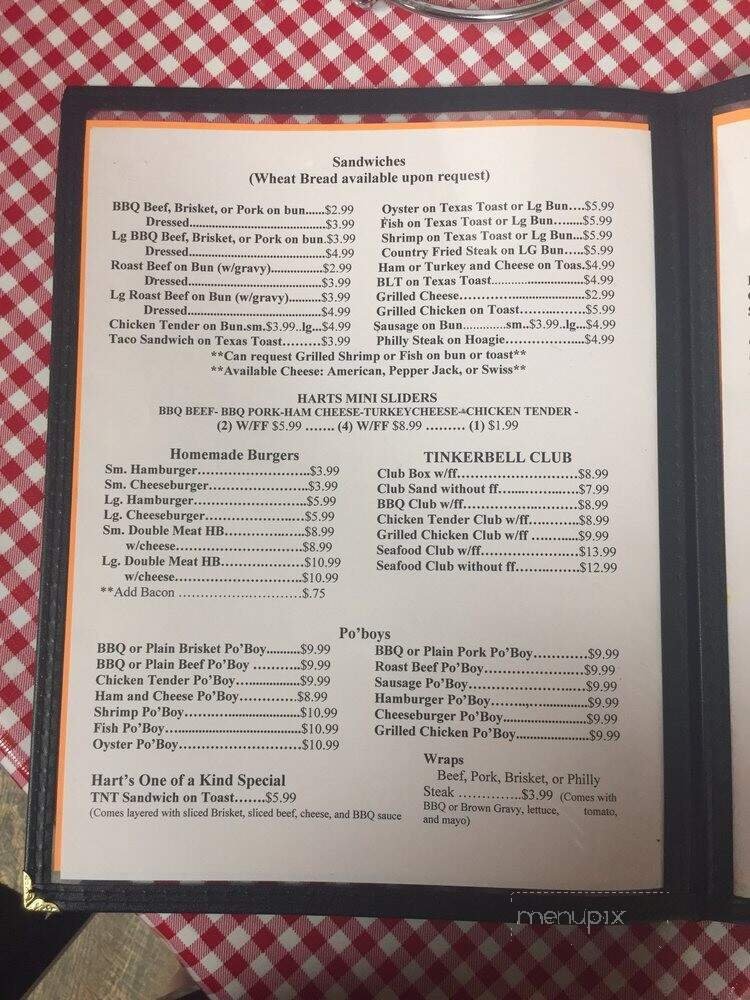 Sandwiches
(Wheat Bread available upon request)
BBQ Beef, Brisket, or Pork on bun......$2.99
Dressed..............................$3.99
Lg BBQ Beef, Brisket, or Pork on bun.$3.99
Dressed...........................$4.99
Roast Beef on Bun (w/gravy)...............$2.99
Dressed...........................$3.99
Lg Roast Beef on Bun (w/gravy).........$3.99
Dressed...........................$4.99
Chicken Tender on Bun.sm.$3.99..lg...$4.99
Taco Sandwich on Texas Toast.........$3.99
Oyster on Texas Toast or Lg Bun....$5.99
Fish on Texas Toast or Lg Bun........$5.99
Shrimp on Texas Toast or Lg Bun...$5.99
Country Fried Steak on LG Bun.....$5.99
Ham or Turkey and Cheese on Toas.$4.99
BLT on Texas Toast......................$4.99
Grilled Cheese..............................$2.99
Grilled Chicken on Toast................$5.99
Sausage on Bun.............sm..$3.99..lg...$4.99
Philly Steak on Hoagie...................$4.99
**Can request Grilled Shrimp or Fish on bun or toast**
**Available Cheese: American, Pepper Jack, or Swiss**
HARTS MINI SLIDERS
BBQ BEEF- BBQ PORK-HAM CHEESE-TURKEYCHEESE-CHICKEN TENDER -
(2) W/FF $5.99 ....... (4) W/FF $8.99 ......... (1) $1.99
Homemade Burgers
Sm. Hamburger...........................$3.99
Sm. Cheeseburger........................$3.99
Lg. Hamburger...........................$5.99
Lg. Cheeseburger........................$5.99
Sm. Double Meat HB...................$8.99
w/cheese..............................$8.99
Lg. Double Meat HB...................$10.99
w/cheese..............................$10.99
**Add Bacon ............................$.75
TINKERBELL CLUB
Club Box w/ff.............................$8.99
Club Sand without ff...................$7.99
BBQ Club w/ff............................$8.99
Chicken Tender Club w/ff............$8.99
Grilled Chicken Club w/ff ...........$9.99
Seafood Club w/ff.......................$13.99
Seafood Club without ff...............$12.99
Po'boys
BBQ or Plain Brisket Po'Boy..........$9.99
BBQ or Plain Beef Po'Boy ...........$9.99
Chicken Tender Po'Boy................$9.99
Ham and Cheese Po'Boy..............$8.99
Shrimp Po'Boy............................$10.99
Fish Po'Boy.................................$10.99
Oyster Po'Boy.............................$10.99
BBQ or Plain Pork Po'Boy............$9.99
Roast Beef Po'Boy........................$9.99
Sausage Po'Boy............................$9.99
Hamburger Po'Boy.......................$9.99
Cheeseburger Po'Boy....................$9.99
Grilled Chicken Po'Boy.................$9.99
Hart's One of a Kind Special
TNT Sandwich on Toast.......$5.99
(Comes layered with sliced Brisket, sliced beef, cheese, and BBQ sauce
Wraps
Beef, Pork, Brisket, or Philly
Steak ...............$3.99 (Comes with
BBQ or Brown Gravy, lettuce, tomato,
and mayo)
menupix